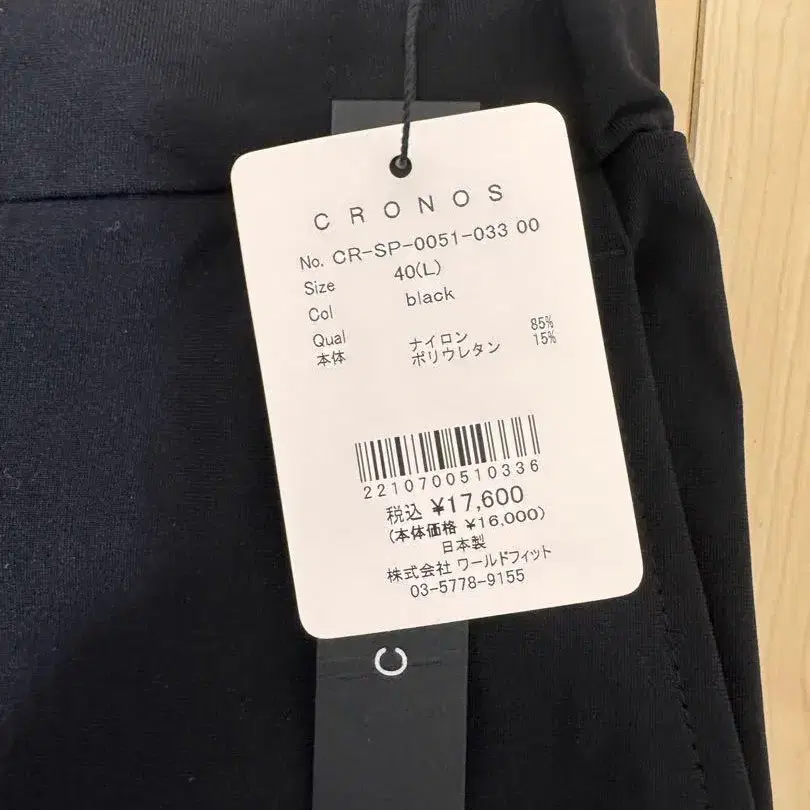 CRONOS
No. CR-SP-0051-033 00
Size 40(L)
Col black
Qual ナイロン 85%
本体 ポリウレタン 15%
2210700510336
税込 ¥17,600
(本体価格 ¥16,000)
日本製
株式会社 ワールドフィット
03-5778-9155
C